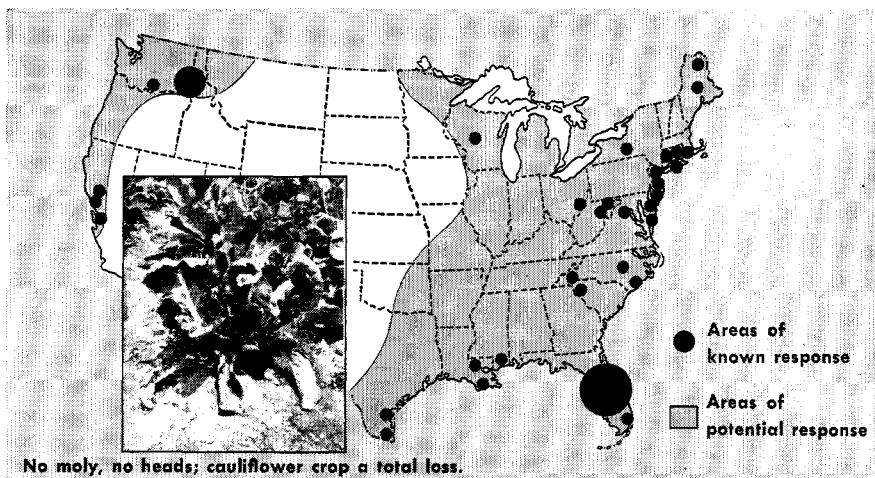 Areas of
known response
Areas of
potential response
No moly, no heads; cauliflower crop a total loss.